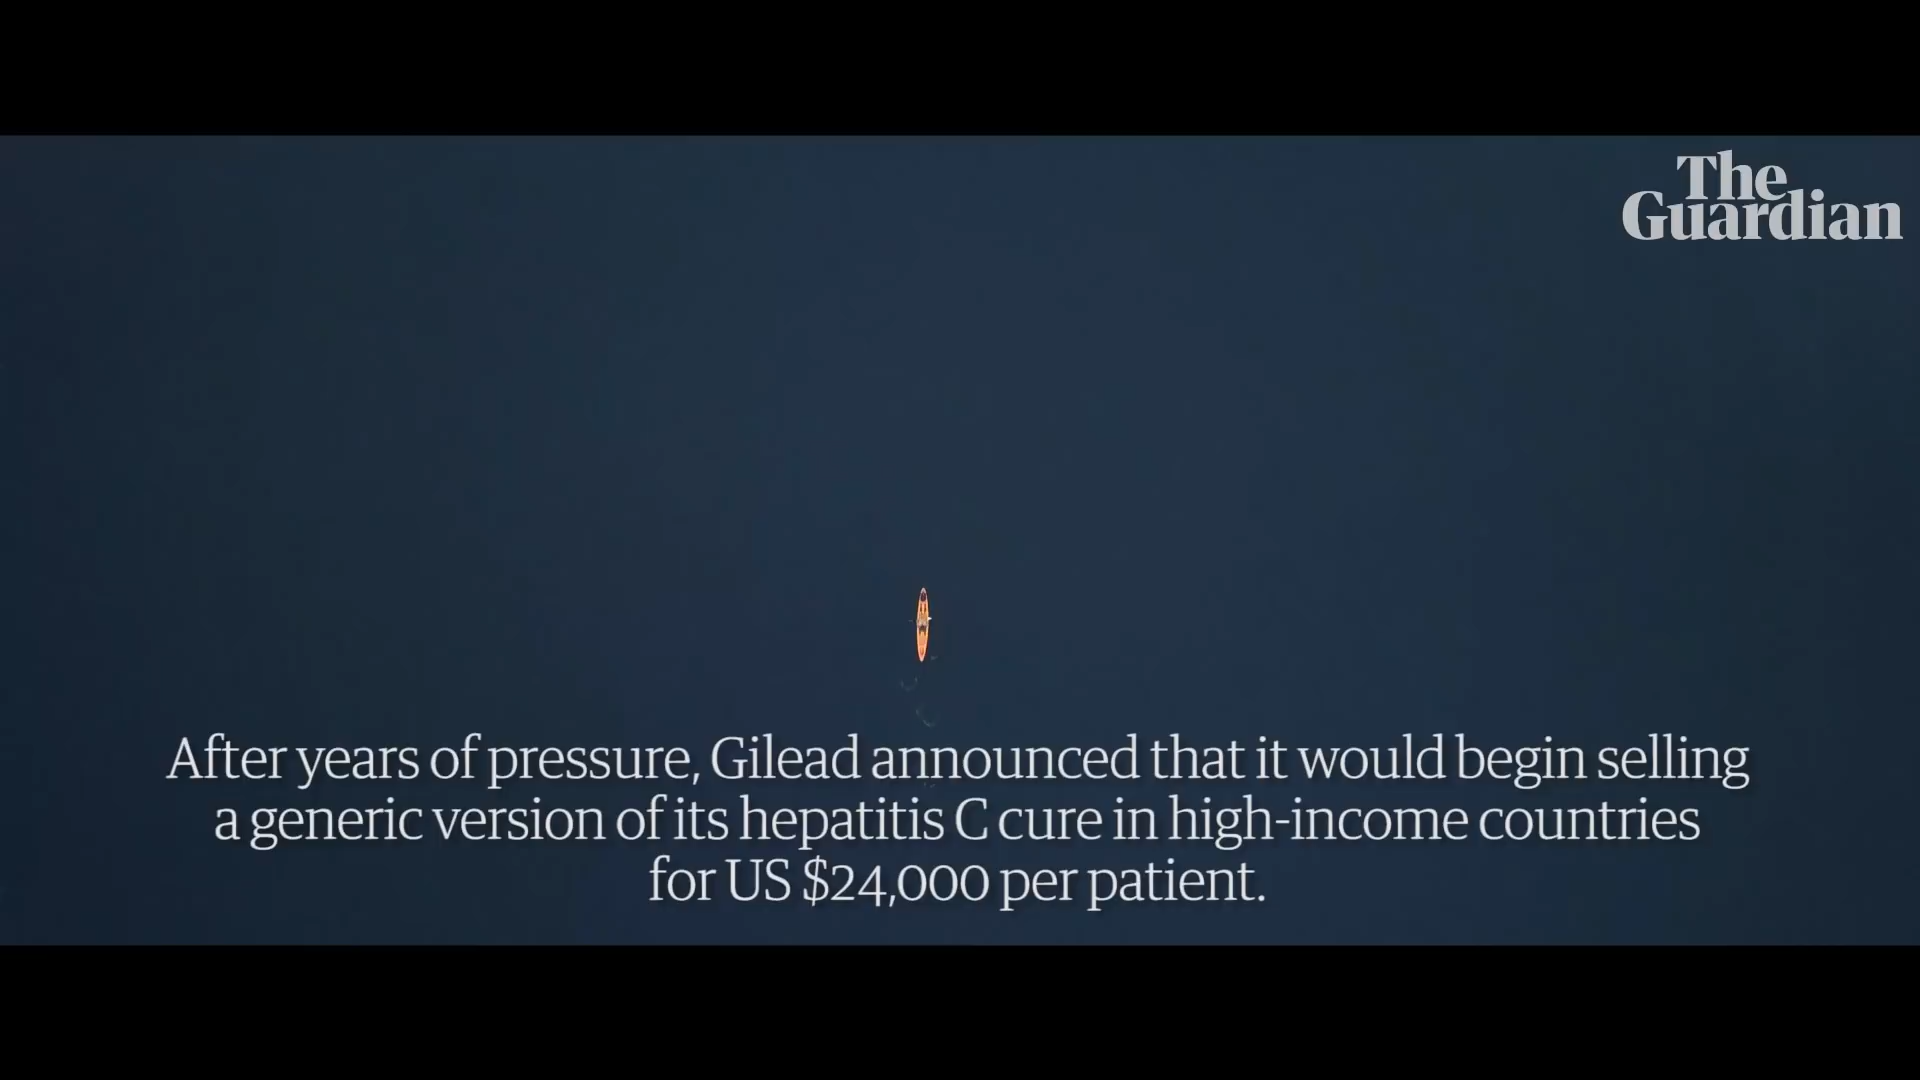 The
Guardian
After years of pressure, Gilead announced that it would begin selling
a generic version of its hepatitis C cure in high-income countries
for US $24,000 per patient.